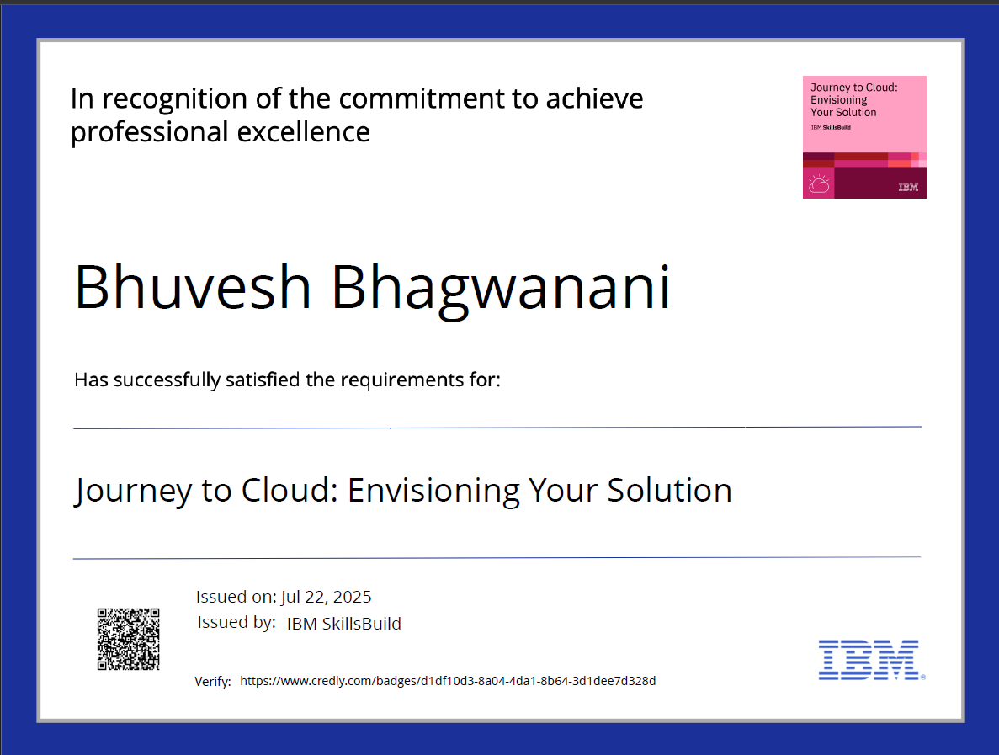 In recognition of the commitment to achieve
professional excellence
Journey to Cloud:
Envisioning
Your Solution
IBM SkillsBuild
IBM
Bhuvesh Bhagwanani
Has successfully satisfied the requirements for:
Journey to Cloud: Envisioning Your Solution
Issued on: Jul 22, 2025
Issued by: IBM SkillsBuild
IBM®
Verify: https://www.credly.com/badges/d1df10d3-8a04-4da1-8b64-3d1dee7d328d